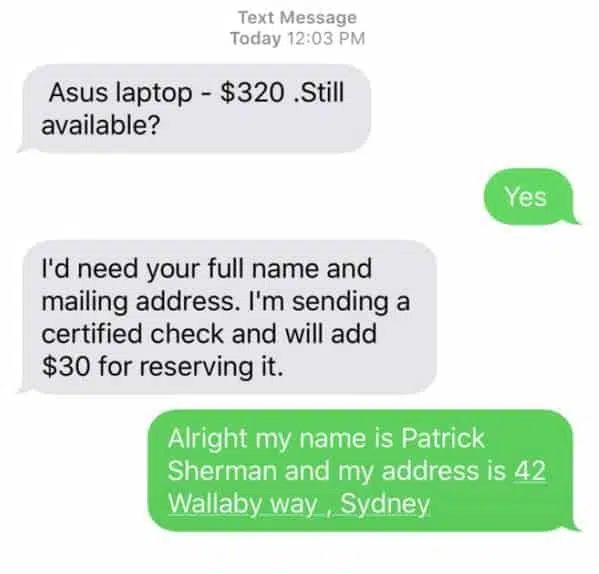 Text Message
Today 12:03 PM
Asus laptop - $320 .Still
available?
Yes
I'd need your full name and
mailing address. I'm sending a
certified check and will add
$30 for reserving it.
Alright my name is Patrick
Sherman and my address is 42
Wallaby way , Sydney